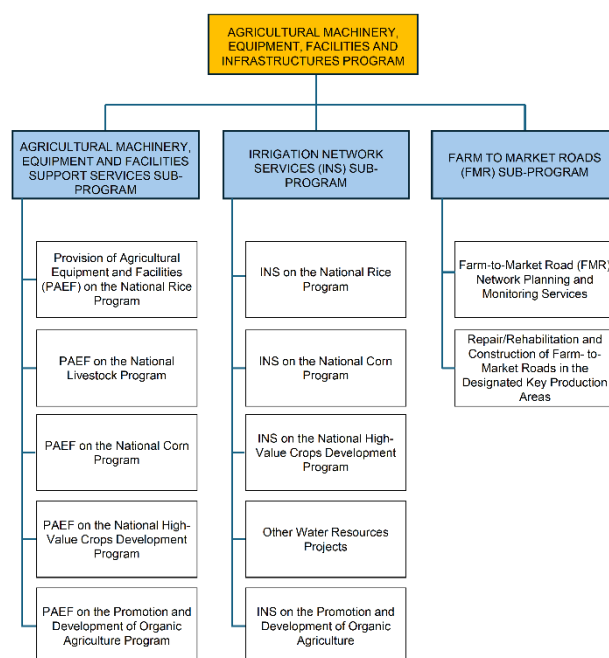 AGRICULTURAL MACHINERY,
EQUIPMENT, FACILITIES AND
INFRASTRUCTURES PROGRAM
AGRICULTURAL MACHINERY,
EQUIPMENT AND FACILITIES
SUPPORT SERVICES SUB-
PROGRAM
Provision of Agricultural
Equipment and Facilities
(PAEF) on the National Rice
Program
PAEF on the National
Livestock Program
PAEF on the National Corn
Program
PAEF on the National High-
Value Crops Development
Program
PAEF on the Promotion and
Development of Organic
Agriculture Program
IRRIGATION NETWORK
SERVICES (INS) SUB-
PROGRAM
INS on the National Rice
Program
INS on the National Corn
Program
INS on the National High-
Value Crops Development
Program
Other Water Resources
Projects
INS on the Promotion and
Development of Organic
Agriculture
FARM TO MARKET ROADS
(FMR) SUB-PROGRAM
Farm-to-Market Road (FMR)
Network Planning and
Monitoring Services
Repair/Rehabilitation and
Construction of Farm- to-
Market Roads in the
Designated Key Production
Areas